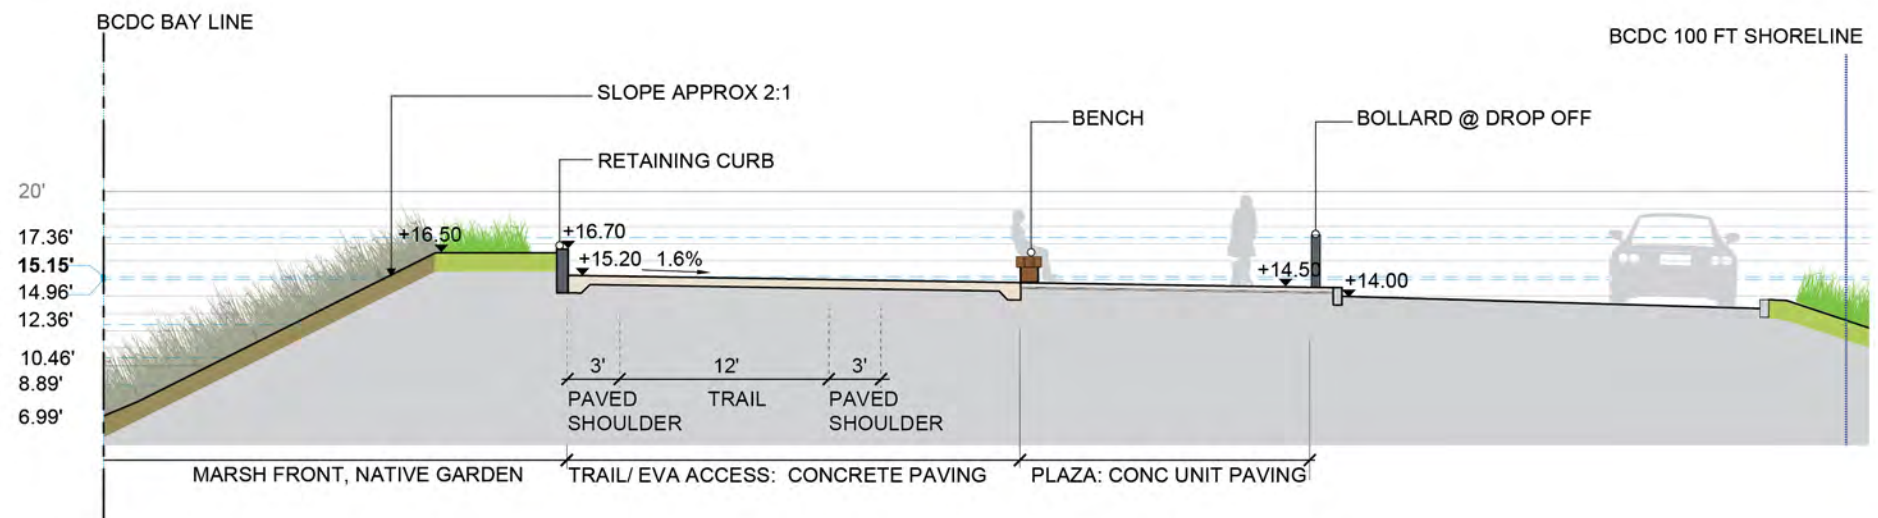 BCDC BAY LINE
BCDC 100 FT SHORELINE
SLOPE APPROX 2:1
BENCH
BOLLARD @ DROP OFF
RETAINING CURB
20'
17.36'
15.15'
14.96'
12.36'
10.46'
8.89'
6.99'
+16.50
+16.70
+15.20 1.6%
+14.50
+14.00
3' 12' 3'
PAVED TRAIL PAVED
SHOULDER SHOULDER
MARSH FRONT, NATIVE GARDEN
TRAIL/ EVA ACCESS: CONCRETE PAVING
PLAZA: CONC UNIT PAVING